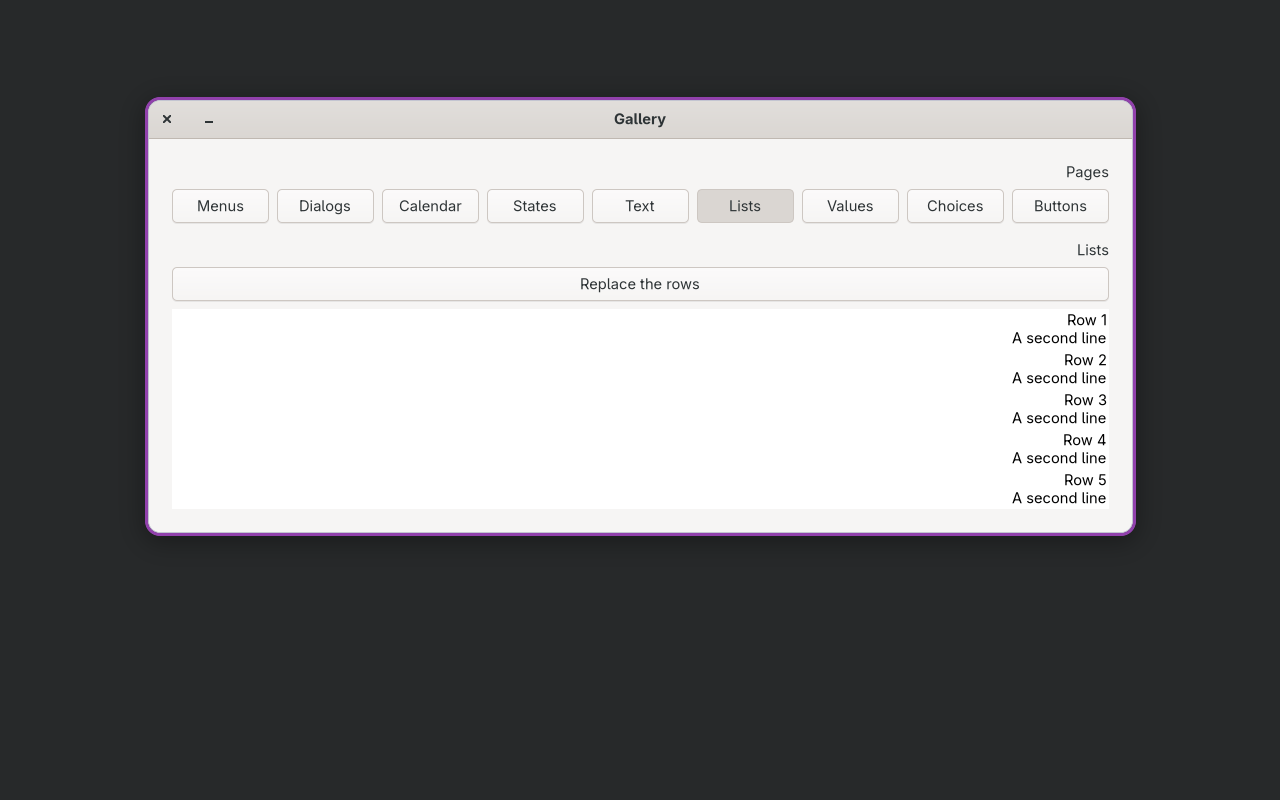 Gallery
Pages
Menus Dialogs Calendar States Text Lists Values Choices Buttons
Lists
Replace the rows
Row 1
A second line
Row 2
A second line
Row 3
A second line
Row 4
A second line
Row 5
A second line